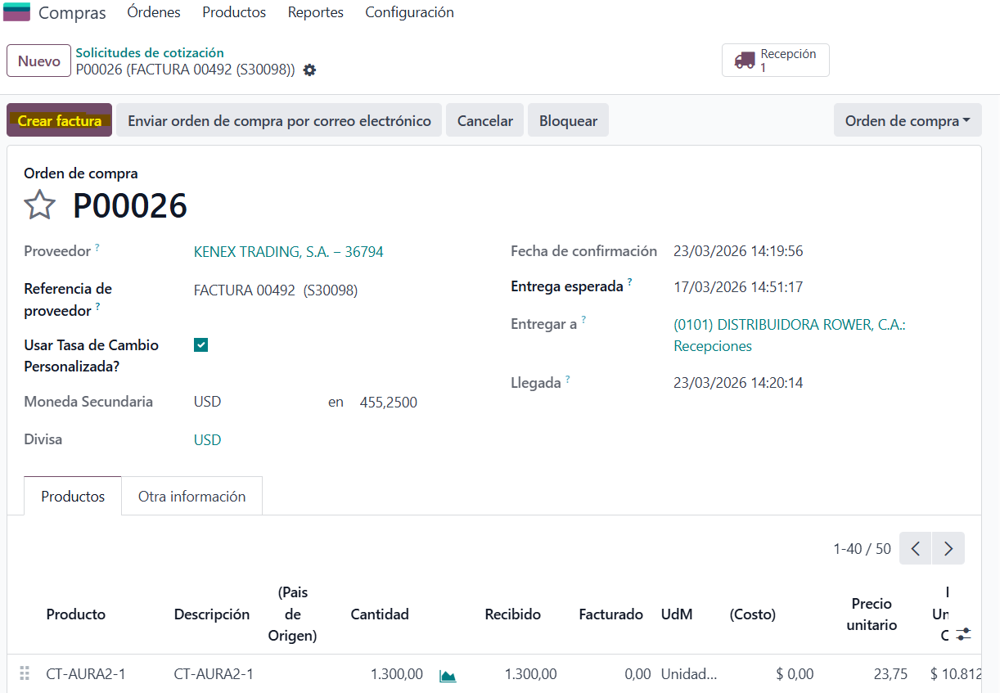 Compras Órdenes Productos Reportes Configuración
Nuevo
Solicitudes de cotización
P00026 (FACTURA 00492 (S30098))
Recepción
1
Crear factura Enviar orden de compra por correo electrónico Cancelar Bloquear Orden de compra
Orden de compra
P00026
Proveedor ? KENEX TRADING, S.A. – 36794
Referencia de
proveedor ? FACTURA 00492 (S30098)
Usar Tasa de Cambio
Personalizada?
Moneda Secundaria USD en 455,2500
Divisa USD
Fecha de confirmación 23/03/2026 14:19:56
Entrega esperada ? 17/03/2026 14:51:17
Entregar a ? (0101) DISTRIBUIDORA ROWER, C.A.:
Recepciones
Llegada ? 23/03/2026 14:20:14
Productos Otra información
1-40 / 50
Producto Descripción (Pais
de
Origen) Cantidad Recibido Facturado UdM (Costo) Precio
unitario
Un
CT-AURA2-1 CT-AURA2-1 1.300,00 1.300,00 0,00 Unidad... $ 0,00 23,75 $ 10.812